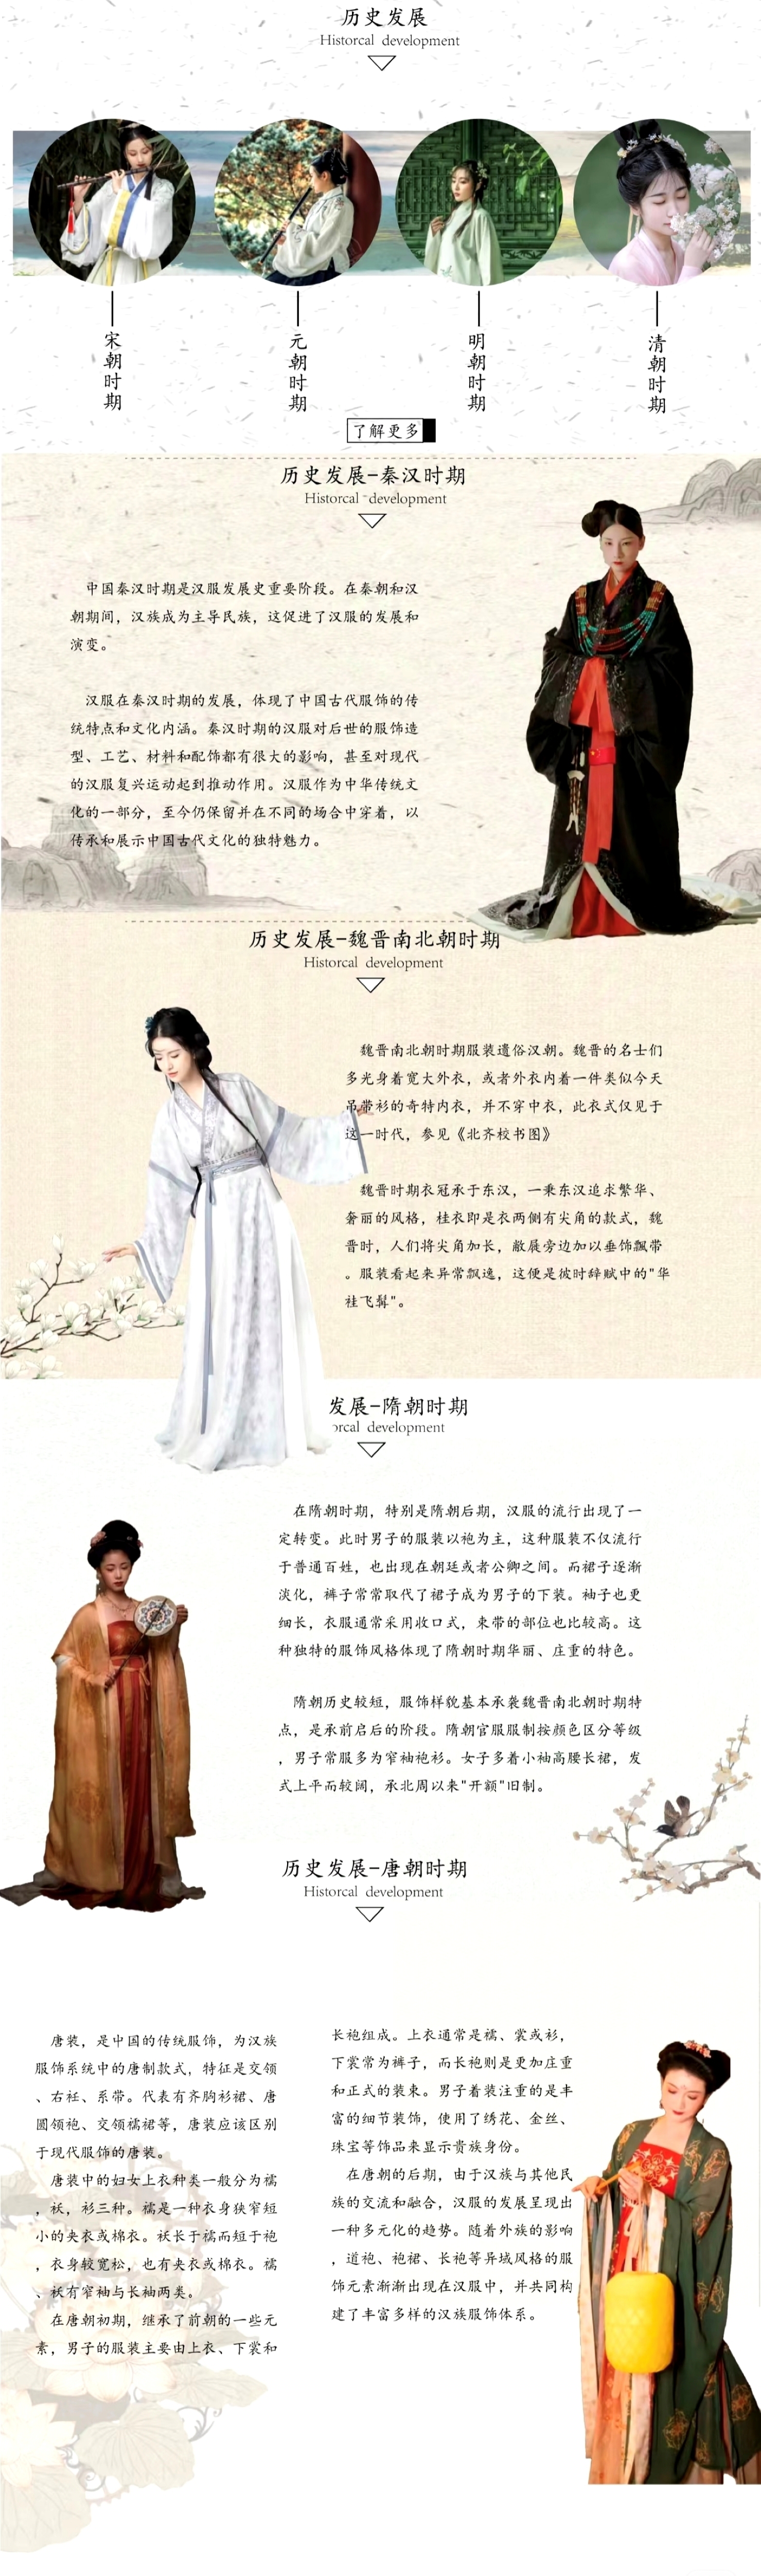 历史发展
Historcal development
宋朝时期
元朝时期
明朝时期
清朝时期
了解更多
历史发展-秦汉时期
Historcal development
中国秦汉时期是汉服发展史重要阶段。在秦朝和汉
朝期间，汉族成为主导民族，这促进了汉服的发展和
演变。
汉服在秦汉时期的发展，体现了中国古代服饰的传
统特点和文化内涵。秦汉时期的汉服对后世的服饰造
型、工艺、材料和配饰都有很大的影响，甚至对现代
的汉服复兴运动起到推动作用。汉服作为中华传统文
化的一部分，至今仍保留并在不同的场合中穿着，以
传承和展示中国古代文化的独特魅力。
历史发展-魏晋南北朝时期
Historcal development
魏晋南北朝时期服装遗俗汉朝。魏晋的名士们
多光身着宽大外衣，或者外衣内着一件类似今天
吊带衫的奇特内衣，并不穿中衣，此衣式仅见于
这一时代，参见《北齐校书图》
魏晋时期衣冠承于东汉，一秉东汉追求繁华、
奢丽的风格，桂衣即是衣两侧有尖角的款式，魏
晋时，人们将尖角加长，敝展旁边加以垂饰飘带
。服装看起来异常飘逸，这便是彼时辞赋中的"华
袿飞髯"。
发展-隋朝时期
orcal development
在隋朝时期，特别是隋朝后期，汉服的流行出现了一
定转变。此时男子的服装以袍为主，这种服装不仅流行
于普通百姓，也出现在朝廷或者公卿之间。而裙子逐渐
淡化，裤子常常取代了裙子成为男子的下装。袖子也更
细长，衣服通常采用收口式，束带的部位也比较高。这
种独特的服饰风格体现了隋朝时期华丽、庄重的特色。
隋朝历史较短，服饰样貌基本承袭魏晋南北朝时期特
点，是承前启后的阶段。隋朝官服服制按颜色区分等级
，男子常服多为窄袖袍衫。女子多着小袖高腰长裙，发
式上平而较阔，承北周以来"开额"旧制。
历史发展-唐朝时期
Historcal development
唐装，是中国的传统服饰，为汉族
服饰系统中的唐制款式，特征是交领
、右衽、系带。代表有齐胸衫裙、唐
圆领袍、交领襦裙等，唐装应该区别
于现代服饰的唐装。
唐装中的妇女上衣种类一般分为襦
，袄，衫三种。襦是一种衣身狭窄短
小的夹衣或棉衣。袄长于襦而短于袍
，衣身较宽松，也有夹衣或棉衣。襦
、袄有窄袖与长袖两类。
在唐朝初期，继承了前朝的一些元
素，男子的服装主要由上衣、下裳和
长袍组成。上衣通常是襦、裳或衫，
下裳常为裤子，而长袍则是更加庄重
和正式的装束。男子着装注重的是丰
富的细节装饰，使用了绣花、金丝、
珠宝等饰品来显示贵族身份。
在唐朝的后期，由于汉族与其他民
族的交流和融合，汉服的发展呈现出
一种多元化的趋势。随着外族的影响
，道袍、袍裙、长袍等异域风格的服
饰元素渐渐出现在汉服中，并共同构
建了丰富多样的汉族服饰体系。